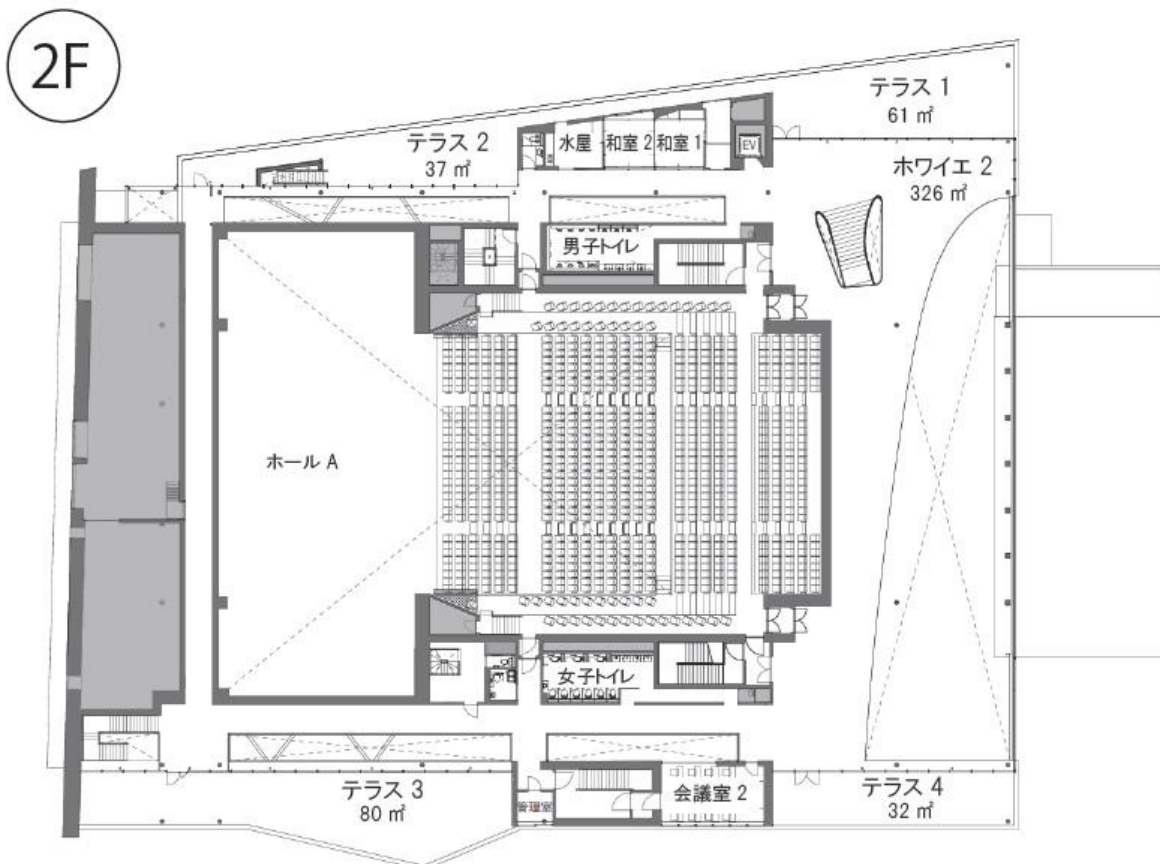 2F
テラス 1
61 ㎡
テラス 2
37 ㎡
水屋
和室 2
和室 1
EV
ホワイエ 2
326 ㎡
男子トイレ
ホール A
女子トイレ
テラス 3
80 ㎡
管理室
会議室 2
テラス 4
32 ㎡